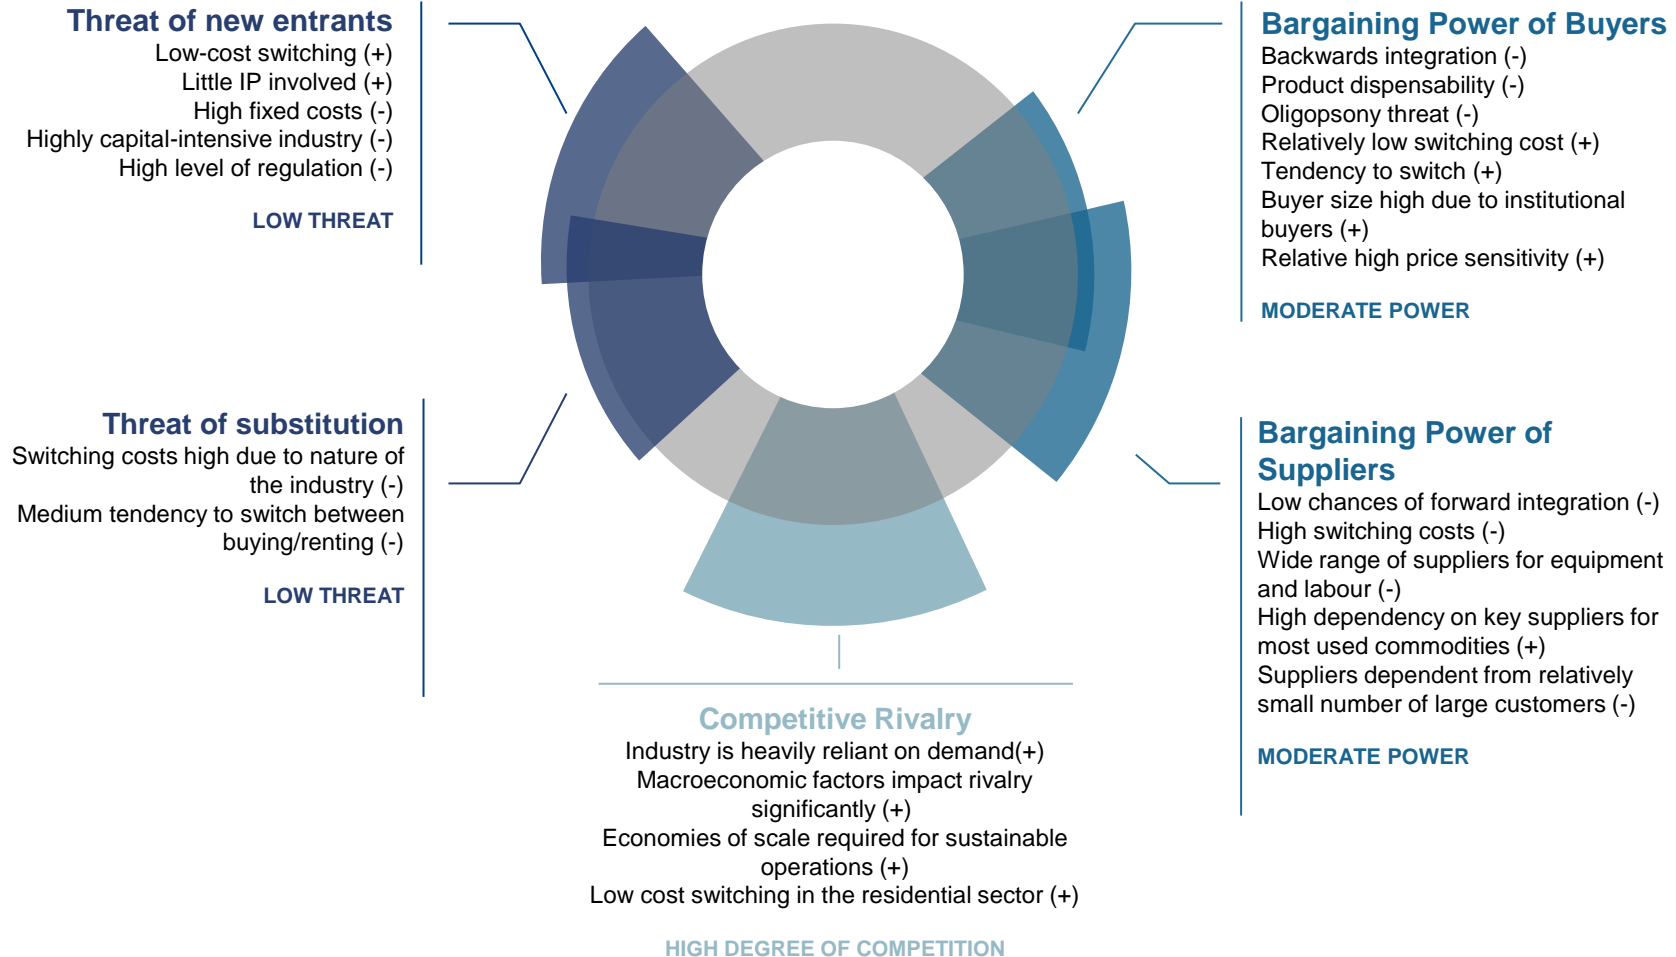 Threat of new entrants
Low-cost switching (+)
Little IP involved (+)
High fixed costs (-)
Highly capital-intensive industry (-)
High level of regulation (-)
LOW THREAT
Bargaining Power of Buyers
Backwards integration (-)
Product dispensability (-)
Oligopsony threat (-)
Relatively low switching cost (+)
Tendency to switch (+)
Buyer size high due to institutional
buyers (+)
Relative high price sensitivity (+)
MODERATE POWER
Threat of substitution
Switching costs high due to nature of
the industry (-)
Medium tendency to switch between
buying/renting (-)
LOW THREAT
Bargaining Power of
Suppliers
Low chances of forward integration (-)
High switching costs (-)
Wide range of suppliers for equipment
and labour (-)
High dependency on key suppliers for
most used commodities (+)
Suppliers dependent from relatively
small number of large customers (-)
MODERATE POWER
Competitive Rivalry
Industry is heavily reliant on demand(+)
Macroeconomic factors impact rivalry
significantly (+)
Economies of scale required for sustainable
operations (+)
Low cost switching in the residential sector (+)
HIGH DEGREE OF COMPETITION